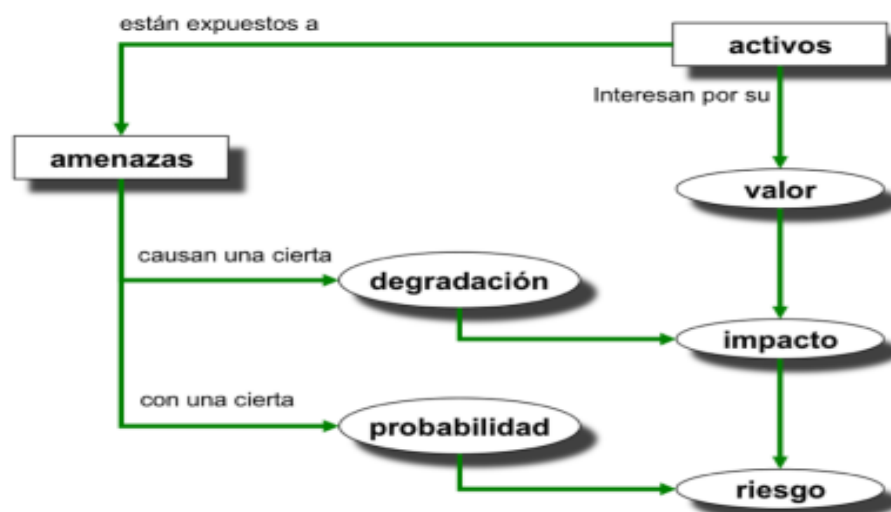 están expuestos a
activos
Interesan por su
amenazas
valor
causan una cierta
degradación
impacto
con una cierta
probabilidad
riesgo